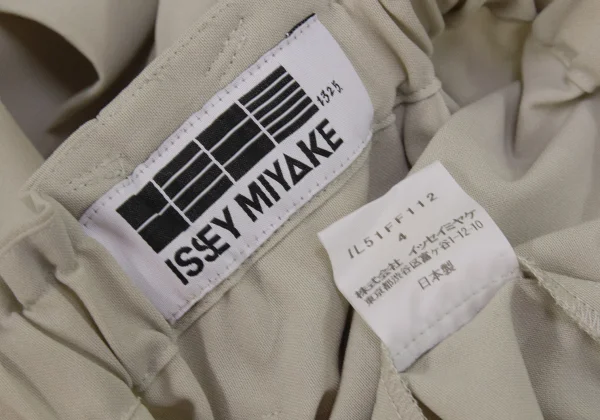 132 5.
ISSEY MIYAKE
IL51FF112
4
株式会社 イッセイミヤケ
東京都渋谷区富ヶ谷1-12-10
日本製